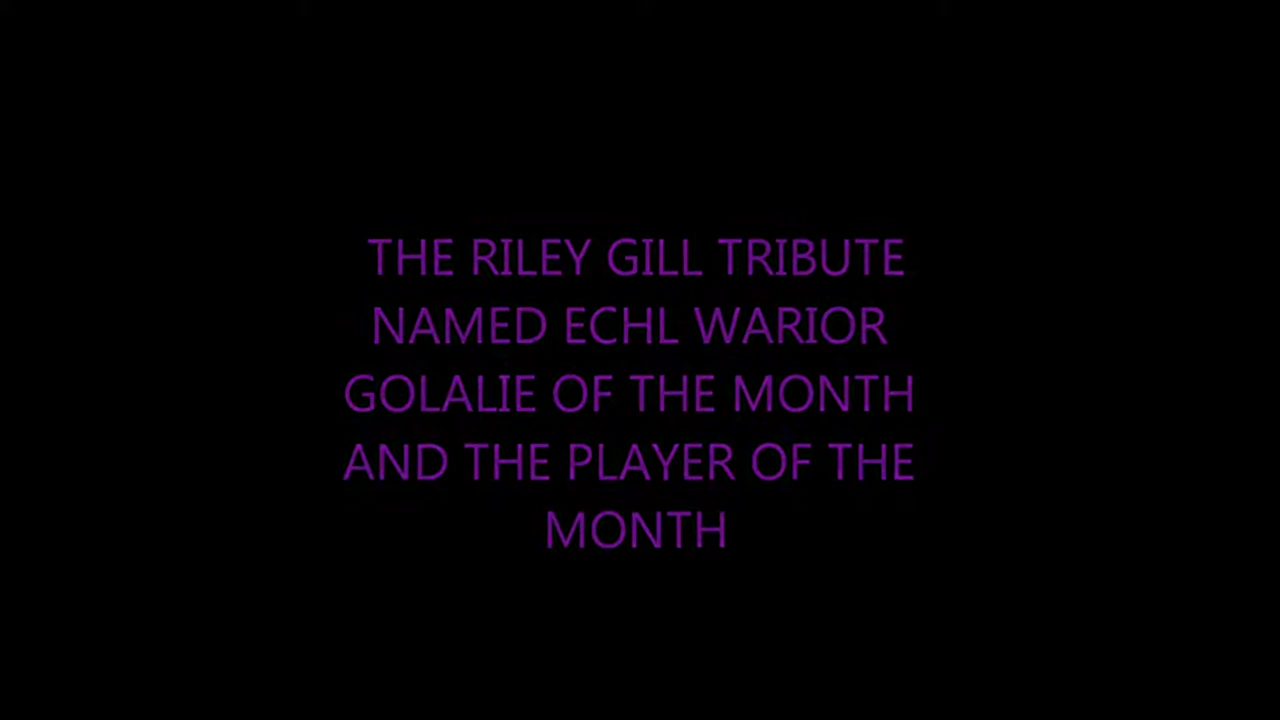 THE RILEY GILL TRIBUTE
NAMED ECHL WARIOR
GOLALIE OF THE MONTH
AND THE PLAYER OF THE
MONTH